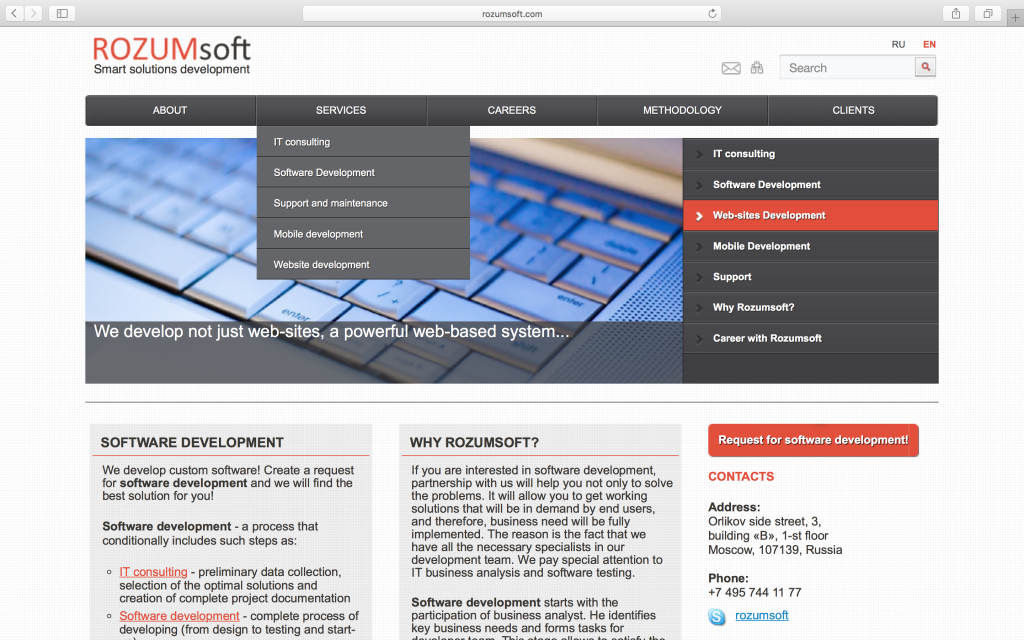 rozumsoft.com
ROZUMsoft
Smart solutions development
RU EN
Search
ABOUT SERVICES CAREERS METHODOLOGY CLIENTS
IT consulting
Software Development
Support and maintenance
Mobile development
Website development
enter
delete
enter
We develop not just web-sites, a powerful web-based system...
IT consulting
Software Development
Web-sites Development
Mobile Development
Support
Why Rozumsoft?
Career with Rozumsoft
SOFTWARE DEVELOPMENT
We develop custom software! Create a request
for software development and we will find the
best solution for you!
Software development - a process that
conditionally includes such steps as:
IT consulting - preliminary data collection,
selection of the optimal solutions and
creation of complete project documentation
Software development - complete process of
developing (from design to testing and start-
WHY ROZUMSOFT?
If you are interested in software development,
partnership with us will help you not only to solve
the problems. It will allow you to get working
solutions that will be in demand by end users,
and therefore, business need will be fully
implemented. The reason is the fact that we
have all the necessary specialists in our
development team. We pay special attention to
IT business analysis and software testing.
Software development starts with the
participation of business analyst. He identifies
key business needs and forms tasks for
developer team. This stage allows to satisfy the
Request for software development!
CONTACTS
Address:
Orlikov side street, 3,
building «B», 1-st floor
Moscow, 107139, Russia
Phone:
+7 495 744 11 77
rozumsoft